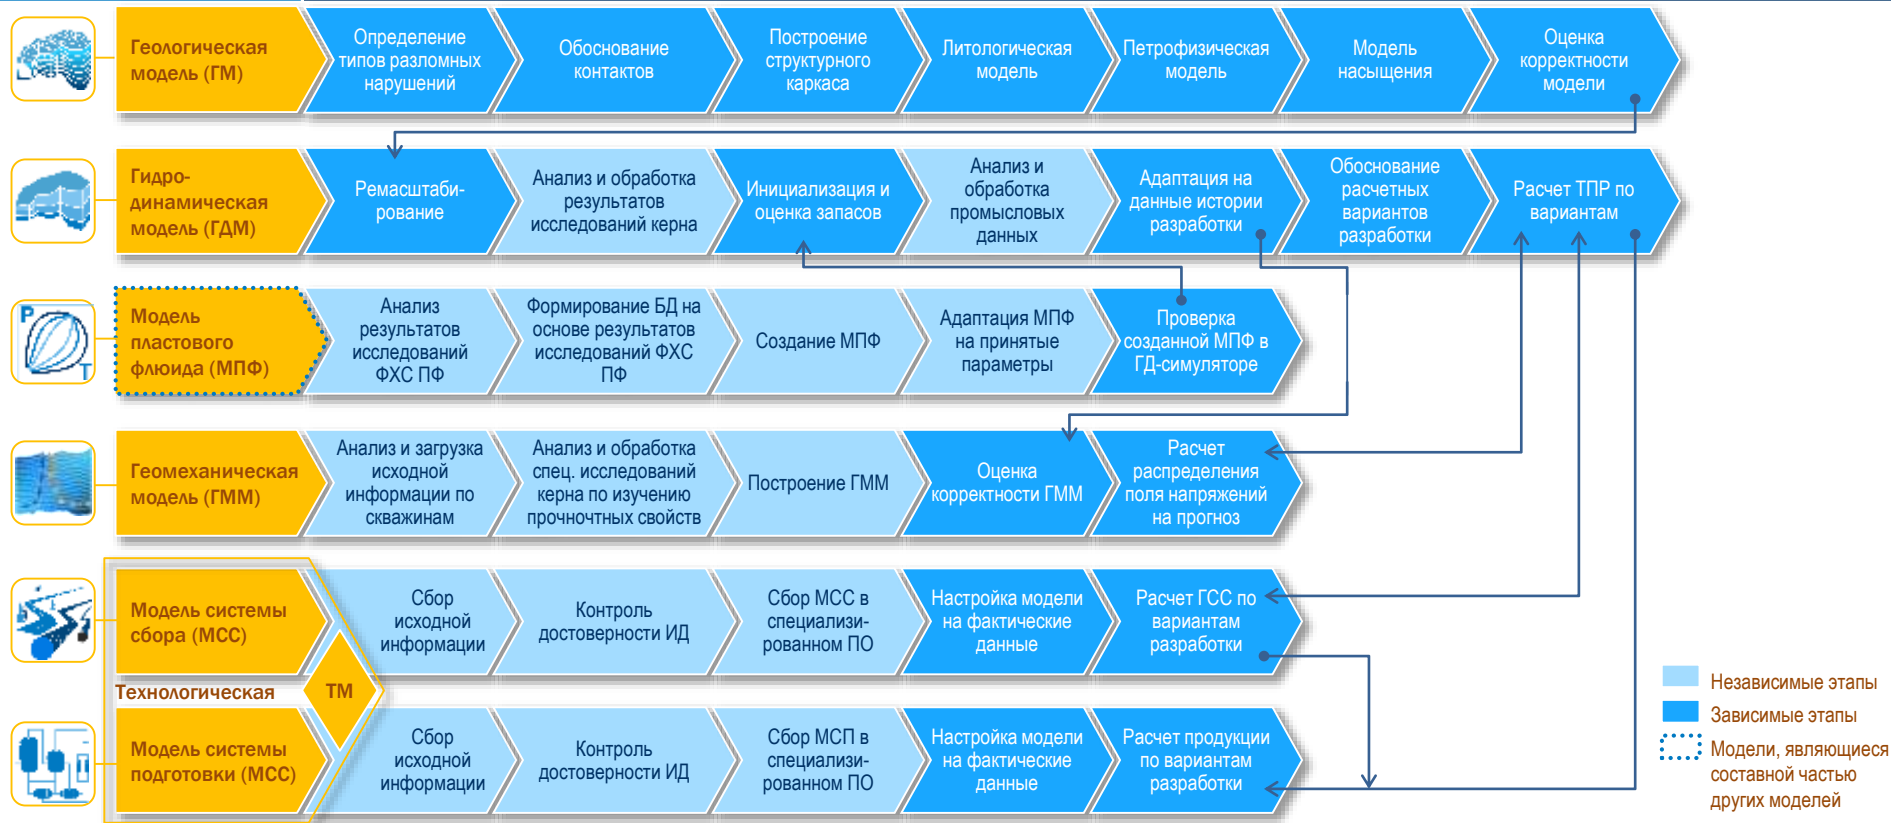 Геологическая
модель (ГМ)
Определение
типов разломных
нарушений
Обоснование
контактов
Построение
структурного
каркаса
Литологическая
модель
Петрофизическая
модель
Модель
насыщения
Оценка
корректности
модели
Гидро-
динамическая
модель (ГДМ)
Ремасштаби-
рование
Анализ и обработка
результатов
исследований керна
Инициализация и
оценка запасов
Анализ и
обработка
промысловых
данных
Адаптация на
данные истории
разработки
Обоснование
расчетных
вариантов
разработки
Расчет ТПР по
вариантам
P
T
Модель
пластового
флюида (МПФ)
Анализ
результатов
исследований
ФХС ПФ
Формирование БД на
основе результатов
исследований ФХС
ПФ
Создание МПФ
Адаптация МПФ
на принятые
параметры
Проверка
созданной МПФ в
ГД-симуляторе
Геомеханическая
модель (ГММ)
Анализ и загрузка
исходной
информации по
скважинам
Анализ и обработка
спец. исследований
керна по изучению
прочночтных свойств
Построение ГММ
Оценка
корректности ГММ
Расчет
распределения
поля напряжений
на прогноз
Модель системы
сбора (МСС)
Сбор
исходной
информации
Контроль
достоверности ИД
Сбор МСС в
специализи-
рованном ПО
Настройка модели
на фактические
данные
Расчет ГСС по
вариантам
разработки
Технологическая
ТМ
Модель системы
подготовки (МСС)
Сбор
исходной
информации
Контроль
достоверности ИД
Сбор МСП в
специализи-
рованном ПО
Настройка модели
на фактические
данные
Расчет продукции
по вариантам
разработки
Независимые этапы
Зависимые этапы
Модели, являющиеся
составной частью
других моделей